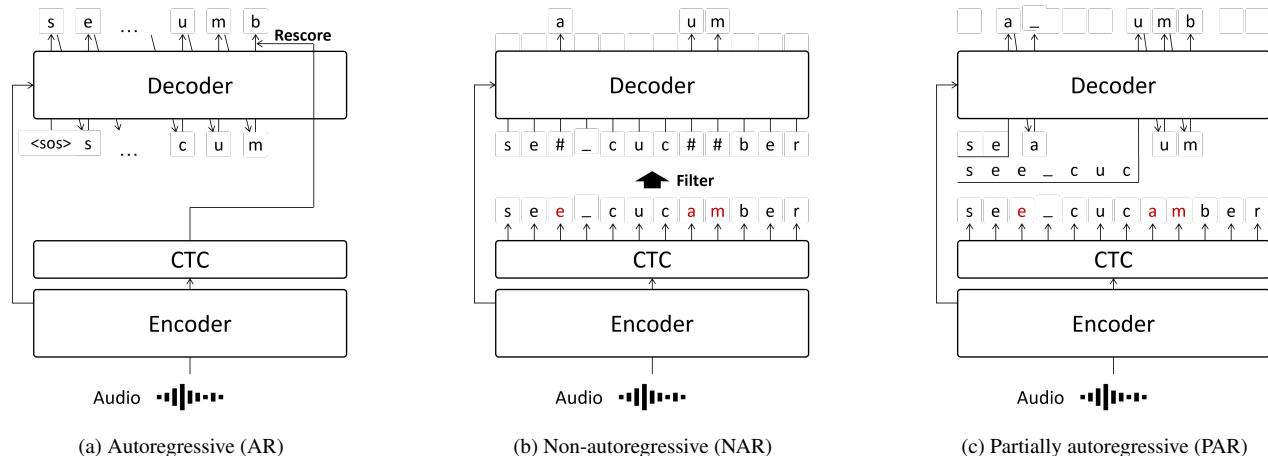 s e ... u m b
Rescore
Decoder
<sos> s ... c u m
CTC
Encoder
Audio
(a) Autoregressive (AR)
a u m
Decoder
s e # _ c u c # # b e r
Filter
s e e _ c u c a m b e r
CTC
Encoder
Audio
(b) Non-autoregressive (NAR)
a _ u m b
Decoder
s e a u m
s e e _ c u c
s e e _ c u c a m b e r
CTC
Encoder
Audio
(c) Partially autoregressive (PAR)